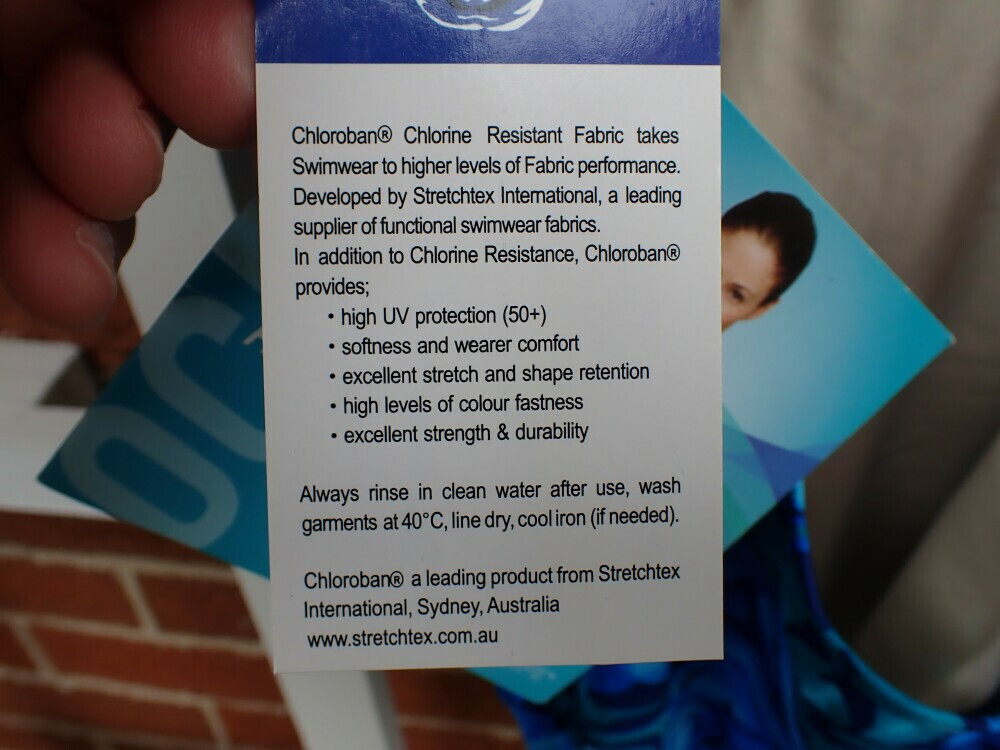 Chloroban® Chlorine Resistant Fabric takes
Swimwear to higher levels of Fabric performance.
Developed by Stretchtex International, a leading
supplier of functional swimwear fabrics.
In addition to Chlorine Resistance, Chloroban®
provides;
• high UV protection (50+)
• softness and wearer comfort
• excellent stretch and shape retention
• high levels of colour fastness
• excellent strength & durability
Always rinse in clean water after use, wash
garments at 40°C, line dry, cool iron (if needed).
Chloroban® a leading product from Stretchtex
International, Sydney, Australia
www.stretchtex.com.au